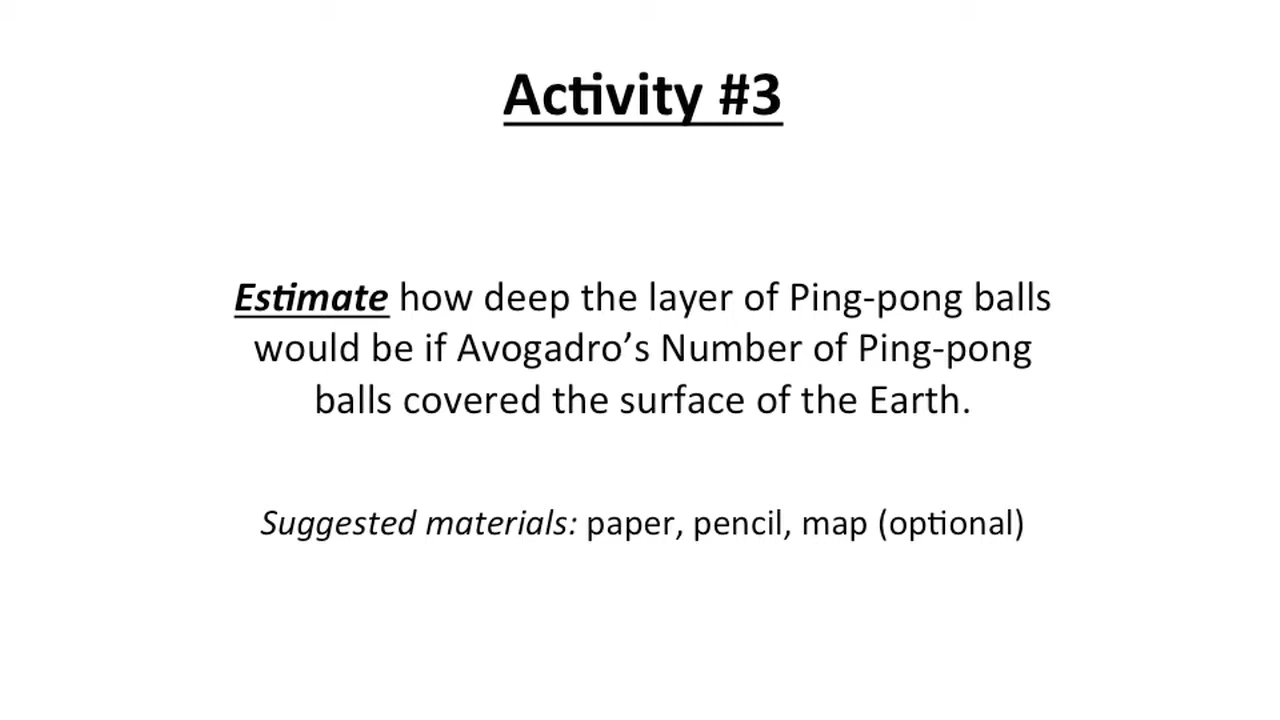 Activity #3
Estimate how deep the layer of Ping-pong balls
would be if Avogadro’s Number of Ping-pong
balls covered the surface of the Earth.
Suggested materials: paper, pencil, map (optional)